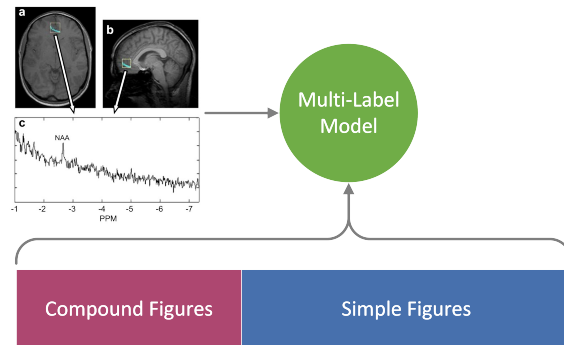 a
b
Multi-Label
Model
c
NAA
-1 -2 -3 -4 -5 -6 -7
PPM
Compound Figures
Simple Figures